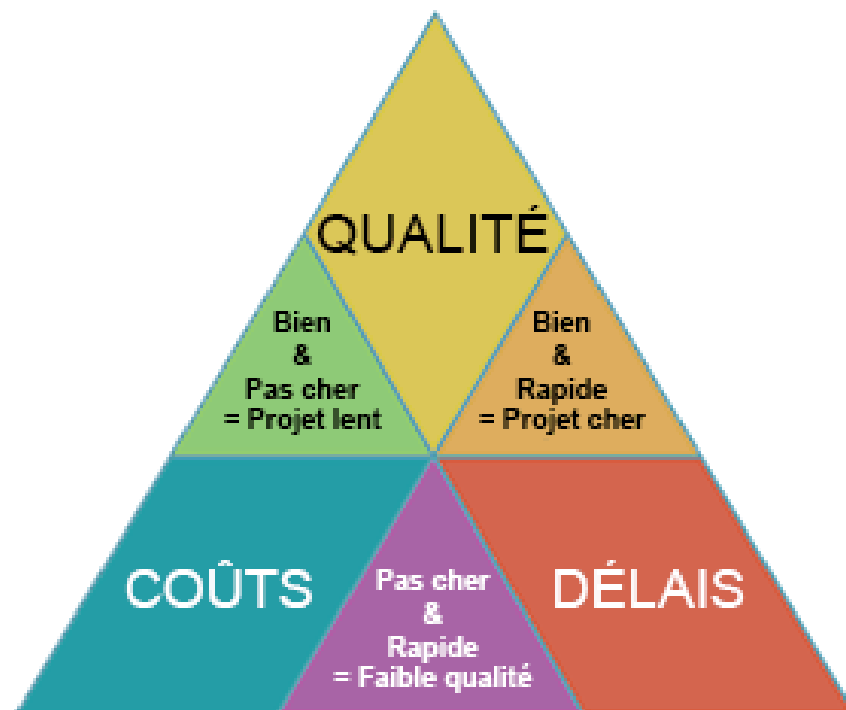 QUALITÉ
Bien
&
Pas cher
= Projet lent
Bien
&
Rapide
= Projet cher
COÛTS
Pas cher
&
Rapide
= Faible qualité
DÉLAIS